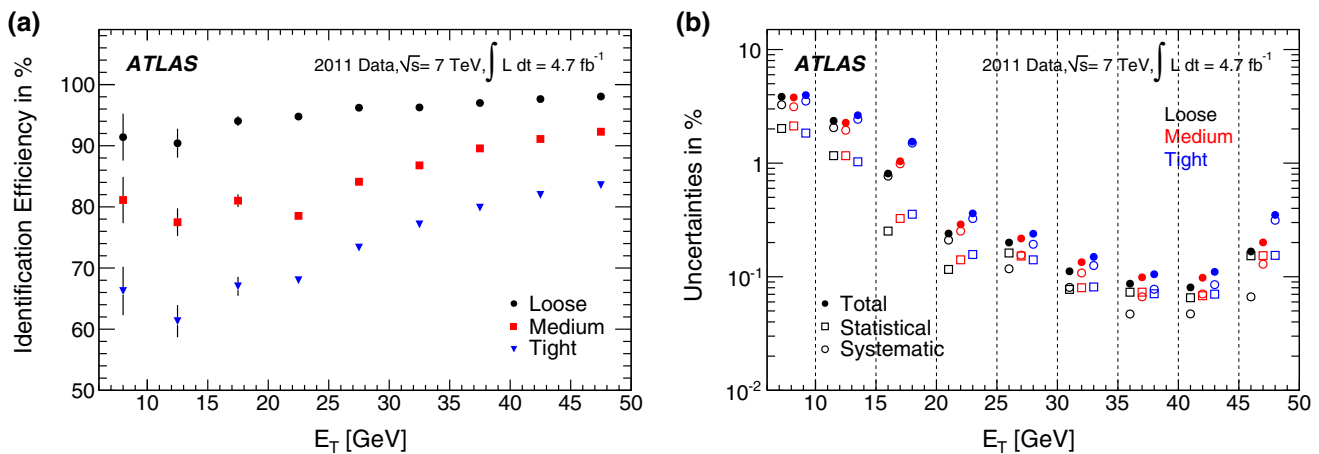 (a)
ATLAS
2011 Data,√s= 7 TeV,∫ L dt = 4.7 fb⁻¹
Identification Efficiency in %
100
90
80
70
60
50
Loose
Medium
Tight
10 15 20 25 30 35 40 45 50
E_T [GeV]
(b)
ATLAS
2011 Data,√s= 7 TeV,∫ L dt = 4.7 fb⁻¹
Uncertainties in %
10
1
10⁻¹
10⁻²
Loose
Medium
Tight
Total
Statistical
Systematic
10 15 20 25 30 35 40 45 50
E_T [GeV]